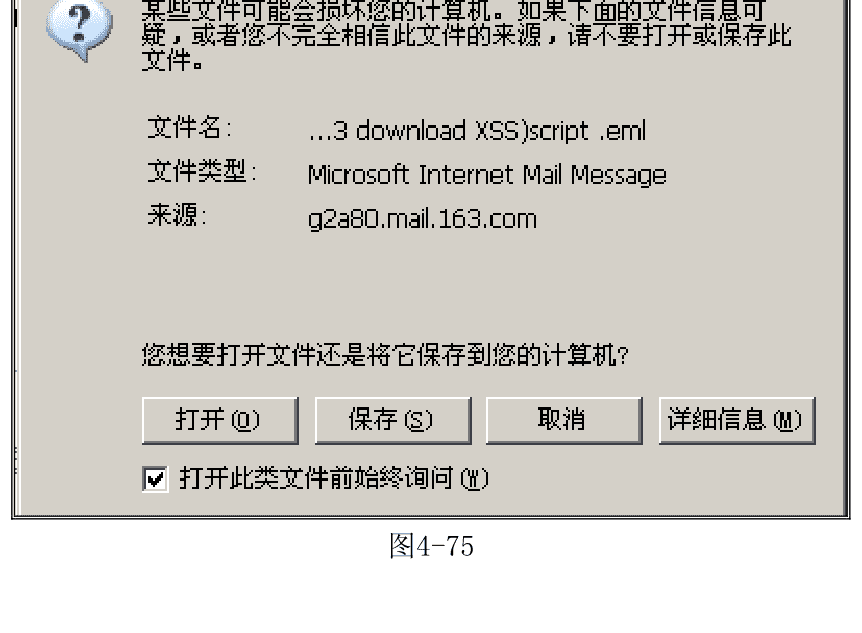 某些文件可能会损坏您的计算机。如果下面的文件信息可
疑，或者您不完全相信此文件的来源，请不要打开或保存此
文件。
文件名: ...3 download XSS)script .eml
文件类型: Microsoft Internet Mail Message
来源: g2a80.mail.163.com
您想要打开文件还是将它保存到您的计算机?
打开(O) 保存(S) 取消 详细信息(M)
打开此类文件前始终询问(W)
图4-75